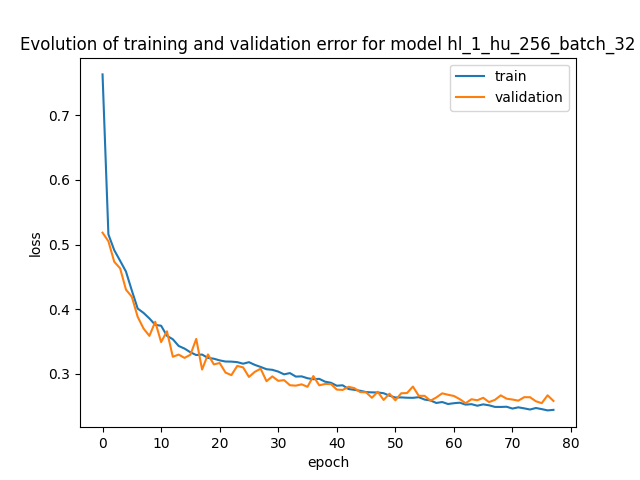 Evolution of training and validation error for model hl_1_hu_256_batch_32
train
validation
0.7
0.6
0.5
0.4
0.3
loss
0 10 20 30 40 50 60 70 80
epoch